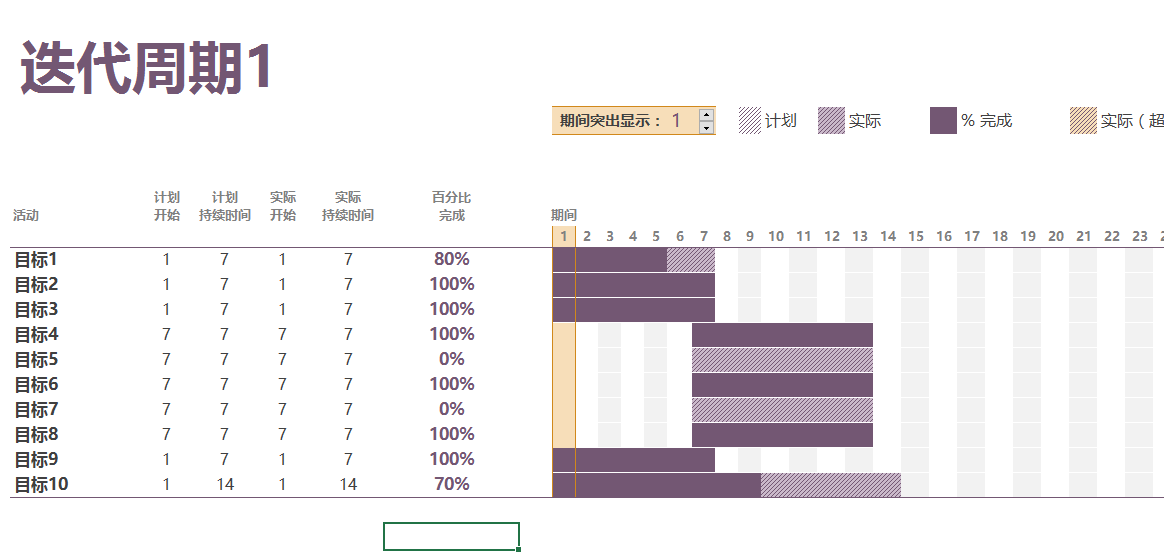 迭代周期1
期间突出显示： 1 计划 实际 % 完成 实际（超
计划 计划 实际 实际 百分比
活动 开始 持续时间 开始 持续时间 完成 期间
1 2 3 4 5 6 7 8 9 10 11 12 13 14 15 16 17 18 19 20 21 22 23
目标1 1 7 1 7 80%
目标2 1 7 1 7 100%
目标3 1 7 1 7 100%
目标4 7 7 7 7 100%
目标5 7 7 7 7 0%
目标6 7 7 7 7 100%
目标7 7 7 7 7 0%
目标8 7 7 7 7 100%
目标9 1 7 1 7 100%
目标10 1 14 1 14 70%